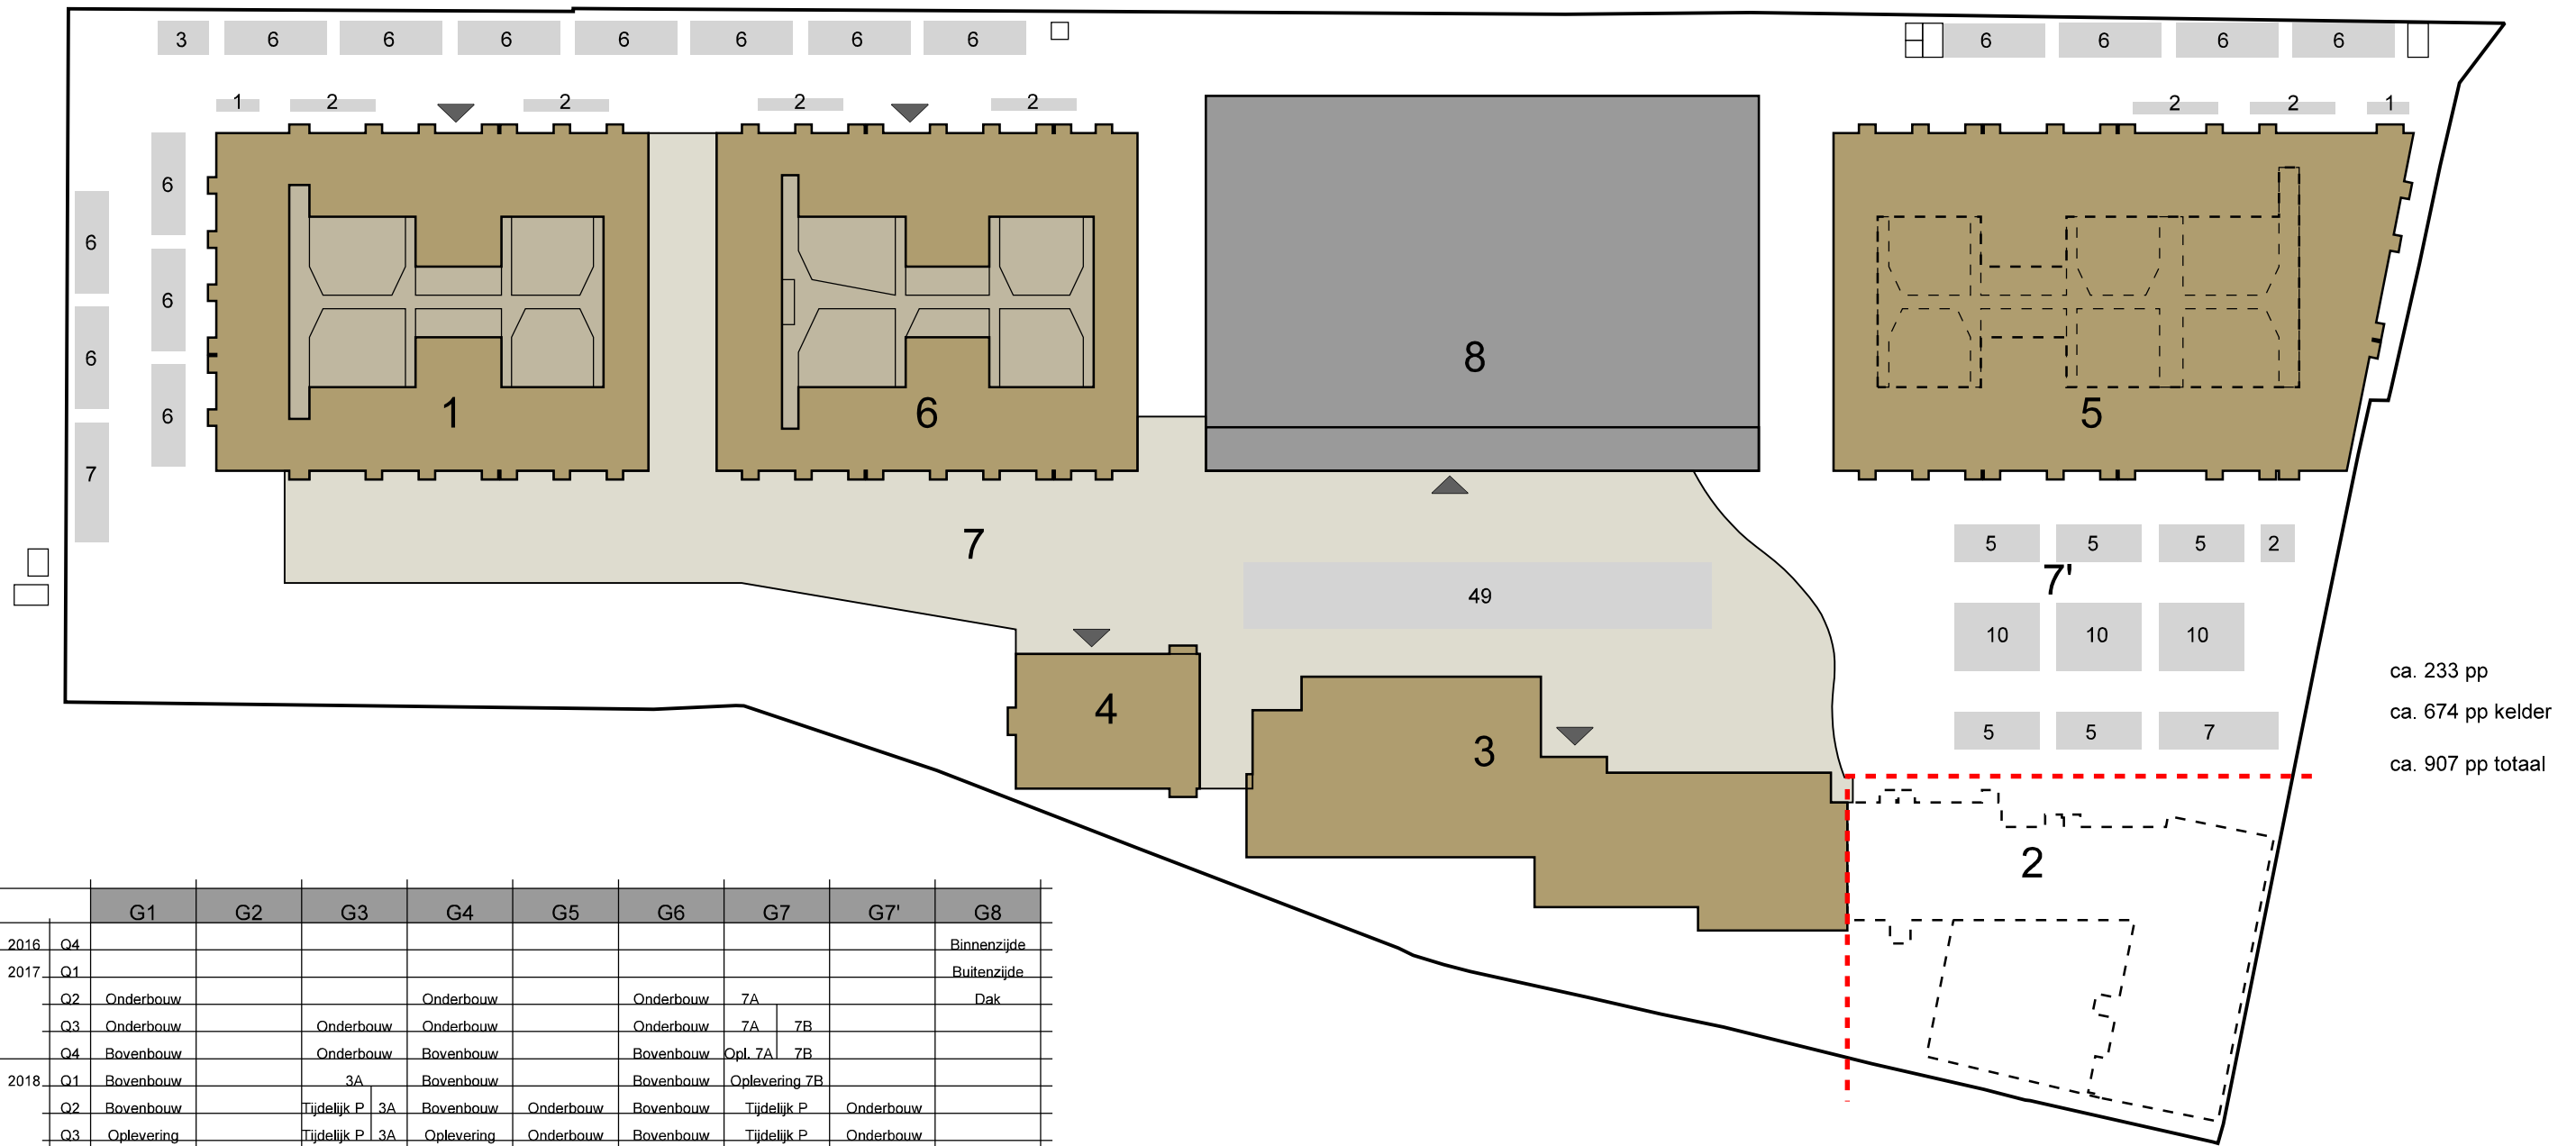 3 6 6 6 6 6 6 6 6 6 6 6
1 2 2 2 2 2 2 1
6
6
6
6
8
6
1 6 5
6
7
7 5 5 5 2
7'
49
10 10 10
ca. 233 pp
4 ca. 674 pp kelder
3 5 5 7
ca. 907 pp totaal
2
G1 G2 G3 G4 G5 G6 G7 G7' G8
2016 Q4 Binnenzijde
2017 Q1 Buitenzijde
Q2 Onderbouw Onderbouw Onderbouw 7A Dak
Q3 Onderbouw Onderbouw Onderbouw Onderbouw 7A 7B
Q4 Bovenbouw Onderbouw Bovenbouw Bovenbouw Opl. 7A 7B
2018 Q1 Bovenbouw 3A Bovenbouw Bovenbouw Oplevering 7B
Q2 Bovenbouw Tijdelijk P 3A Bovenbouw Onderbouw Bovenbouw Tijdelijk P Onderbouw
Q3 Oplevering Tijdelijk P 3A Oplevering Onderbouw Bovenbouw Tijdelijk P Onderbouw